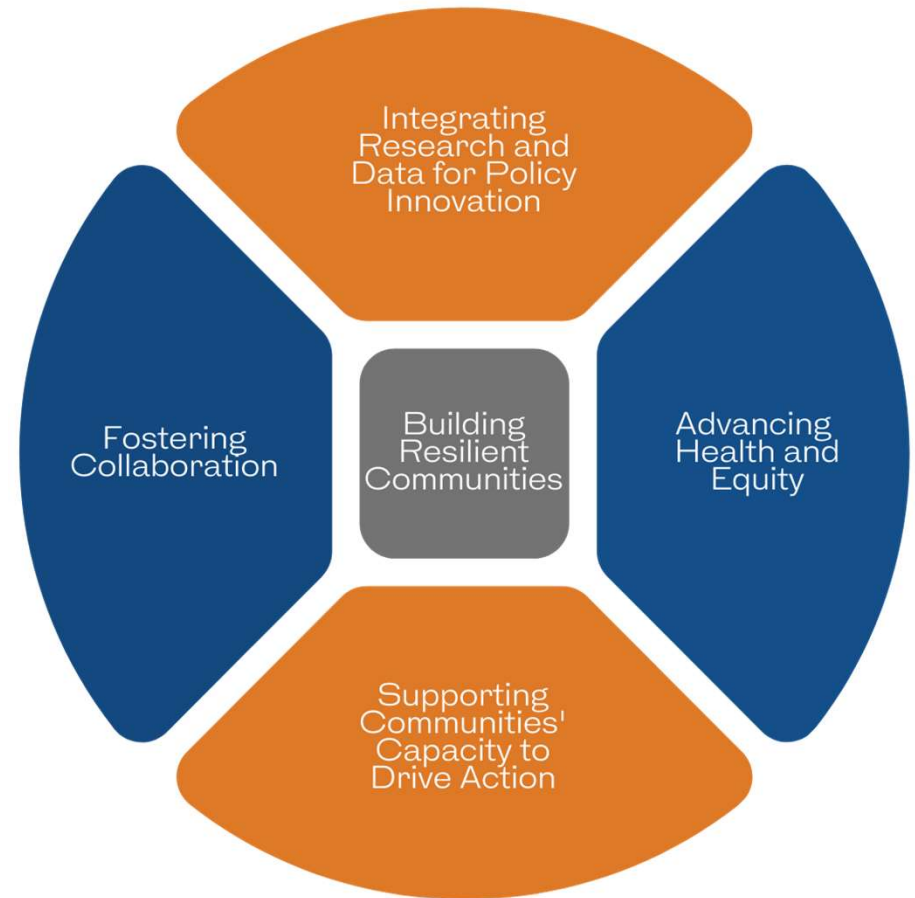 Integrating
Research and
Data for Policy
Innovation
Fostering
Collaboration
Building
Resilient
Communities
Advancing
Health and
Equity
Supporting
Communities'
Capacity to
Drive Action